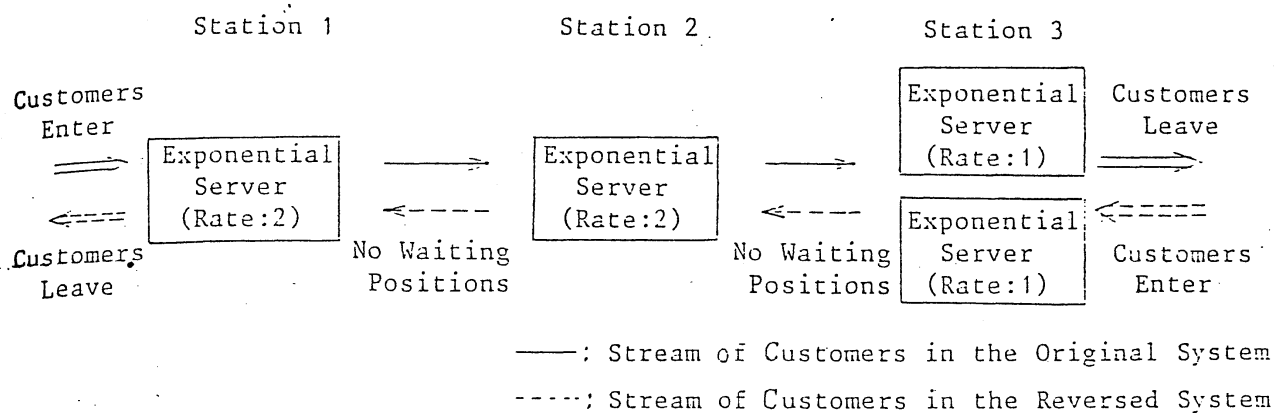 Station 1
Station 2
Station 3
Customers
Enter
Exponential
Server
(Rate:2)
Customers
Leave
No Waiting
Positions
Exponential
Server
(Rate:2)
No Waiting
Positions
Exponential
Server
(Rate:1)
Customers
Leave
Exponential
Server
(Rate:1)
Customers
Enter
——: Stream of Customers in the Original System
-----: Stream of Customers in the Reversed System